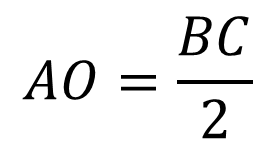 AO = BC/2